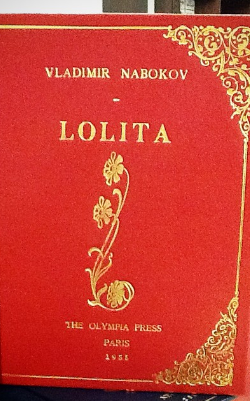 VLADIMIR NABOKOV
-
LOLITA
THE OLYMPIA PRESS
PARIS
1955